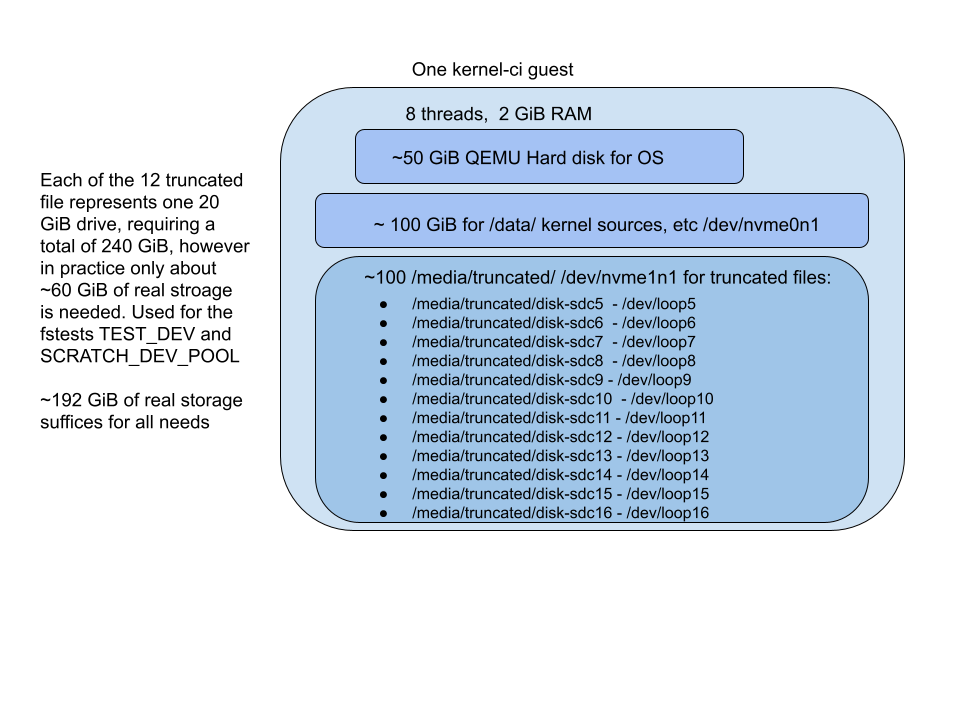 One kernel-ci guest
8 threads,  2 GiB RAM
~50 GiB QEMU Hard disk for OS
~ 100 GiB for /data/ kernel sources, etc /dev/nvme0n1
~100 /media/truncated/ /dev/nvme1n1 for truncated files:
● /media/truncated/disk-sdc5  - /dev/loop5
● /media/truncated/disk-sdc6  - /dev/loop6
● /media/truncated/disk-sdc7  - /dev/loop7
● /media/truncated/disk-sdc8  - /dev/loop8
● /media/truncated/disk-sdc9 - /dev/loop9
● /media/truncated/disk-sdc10  - /dev/loop10
● /media/truncated/disk-sdc11 - /dev/loop11
● /media/truncated/disk-sdc12 - /dev/loop12
● /media/truncated/disk-sdc13 - /dev/loop13
● /media/truncated/disk-sdc14 - /dev/loop14
● /media/truncated/disk-sdc15 - /dev/loop15
● /media/truncated/disk-sdc16 - /dev/loop16
Each of the 12 truncated
file represents one 20
GiB drive, requiring a
total of 240 GiB, however
in practice only about
~60 GiB of real stroage
is needed. Used for the
fstests TEST_DEV and
SCRATCH_DEV_POOL
~192 GiB of real storage
suffices for all needs